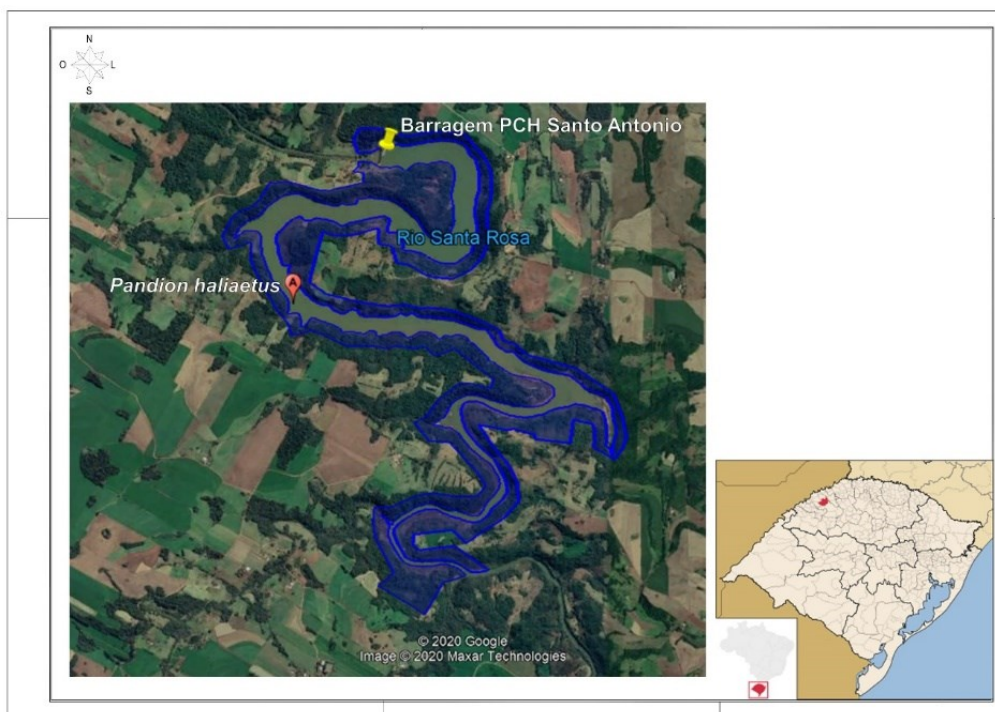 N
O L
S
Barragem PCH Santo Antonio
Rio Santa Rosa
Pandion haliaetus
A
© 2020 Google
Image © 2020 Maxar Technologies